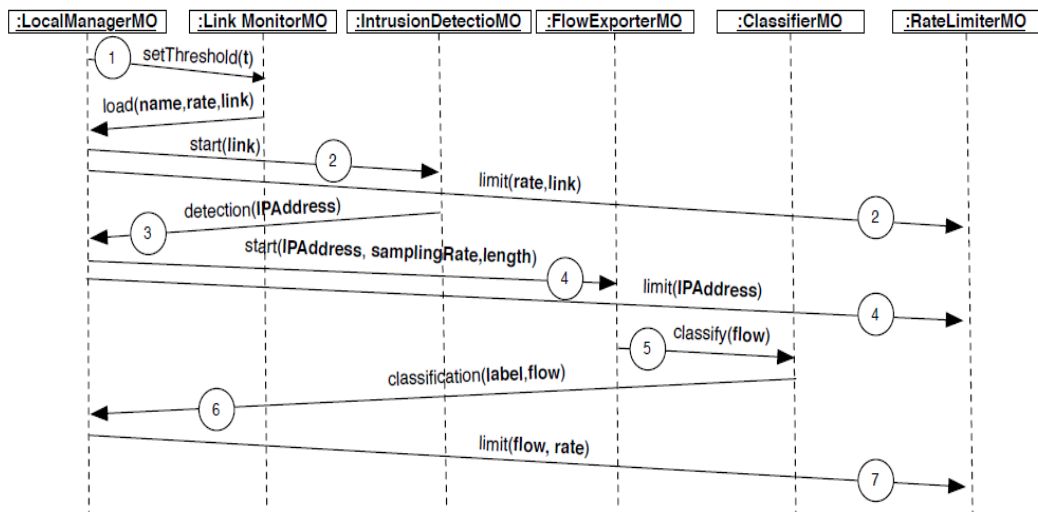 :LocalManagerMO :Link MonitorMO :IntrusionDetectioMO :FlowExporterMO :ClassifierMO :RateLimiterMO
1
setThreshold(t)
load(name,rate,link)
start(link)
2
limit(rate,link)
2
detection(IPAddress)
3
start(IPAddress, samplingRate,length)
4
limit(IPAddress)
4
5
classify(flow)
classification(label,flow)
6
limit(flow, rate)
7